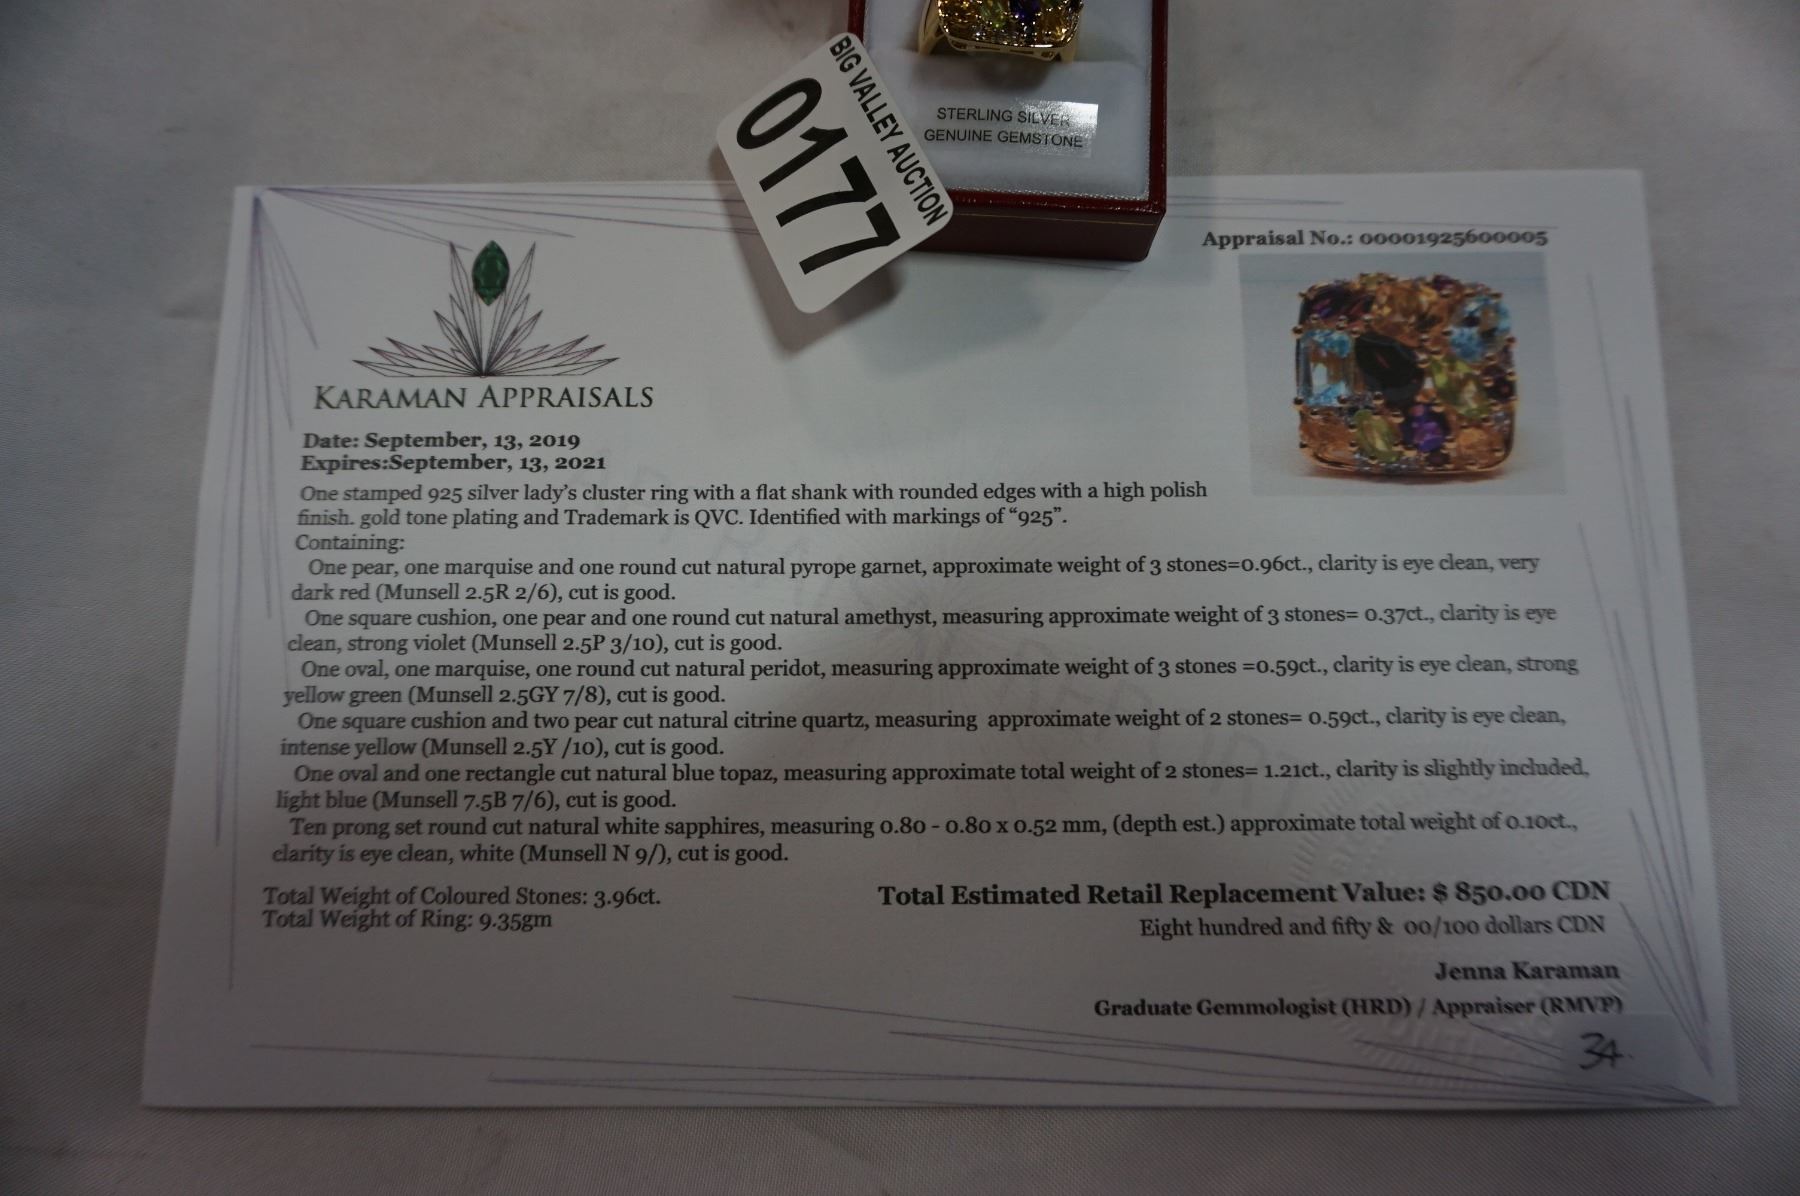 BIG VALLEY AUCTION
0177
STERLING SILVER
GENUINE GEMSTONE
Appraisal No.: 00001925600005
KARAMAN APPRAISALS
Date: September, 13, 2019
Expires:September, 13, 2021
One stamped 925 silver lady's cluster ring with a flat shank with rounded edges with a high polish
finish. gold tone plating and Trademark is QVC. Identified with markings of "925".
Containing:
One pear, one marquise and one round cut natural pyrope garnet, approximate weight of 3 stones=0.96ct., clarity is eye clean, very
dark red (Munsell 2.5R 2/6), cut is good.
One square cushion, one pear and one round cut natural amethyst, measuring approximate weight of 3 stones= 0.37ct., clarity is eye
clean, strong violet (Munsell 2.5P 3/10), cut is good.
One oval, one marquise, one round cut natural peridot, measuring approximate weight of 3 stones =0.59ct., clarity is eye clean, strong
yellow green (Munsell 2.5GY 7/8), cut is good.
One square cushion and two pear cut natural citrine quartz, measuring approximate weight of 2 stones= 0.59ct., clarity is eye clean,
intense yellow (Munsell 2.5Y /10), cut is good.
One oval and one rectangle cut natural blue topaz, measuring approximate total weight of 2 stones= 1.21ct., clarity is slightly included,
light blue (Munsell 7.5B 7/6), cut is good.
Ten prong set round cut natural white sapphires, measuring 0.80 - 0.80 x 0.52 mm, (depth est.) approximate total weight of 0.10ct.,
clarity is eye clean, white (Munsell N 9/), cut is good.
Total Weight of Coloured Stones: 3.96ct.
Total Weight of Ring: 9.35gm
Total Estimated Retail Replacement Value: $ 850.00 CDN
Eight hundred and fifty & 00/100 dollars CDN
Jenna Karaman
Graduate Gemmologist (HRD) / Appraiser (RMVP)
34